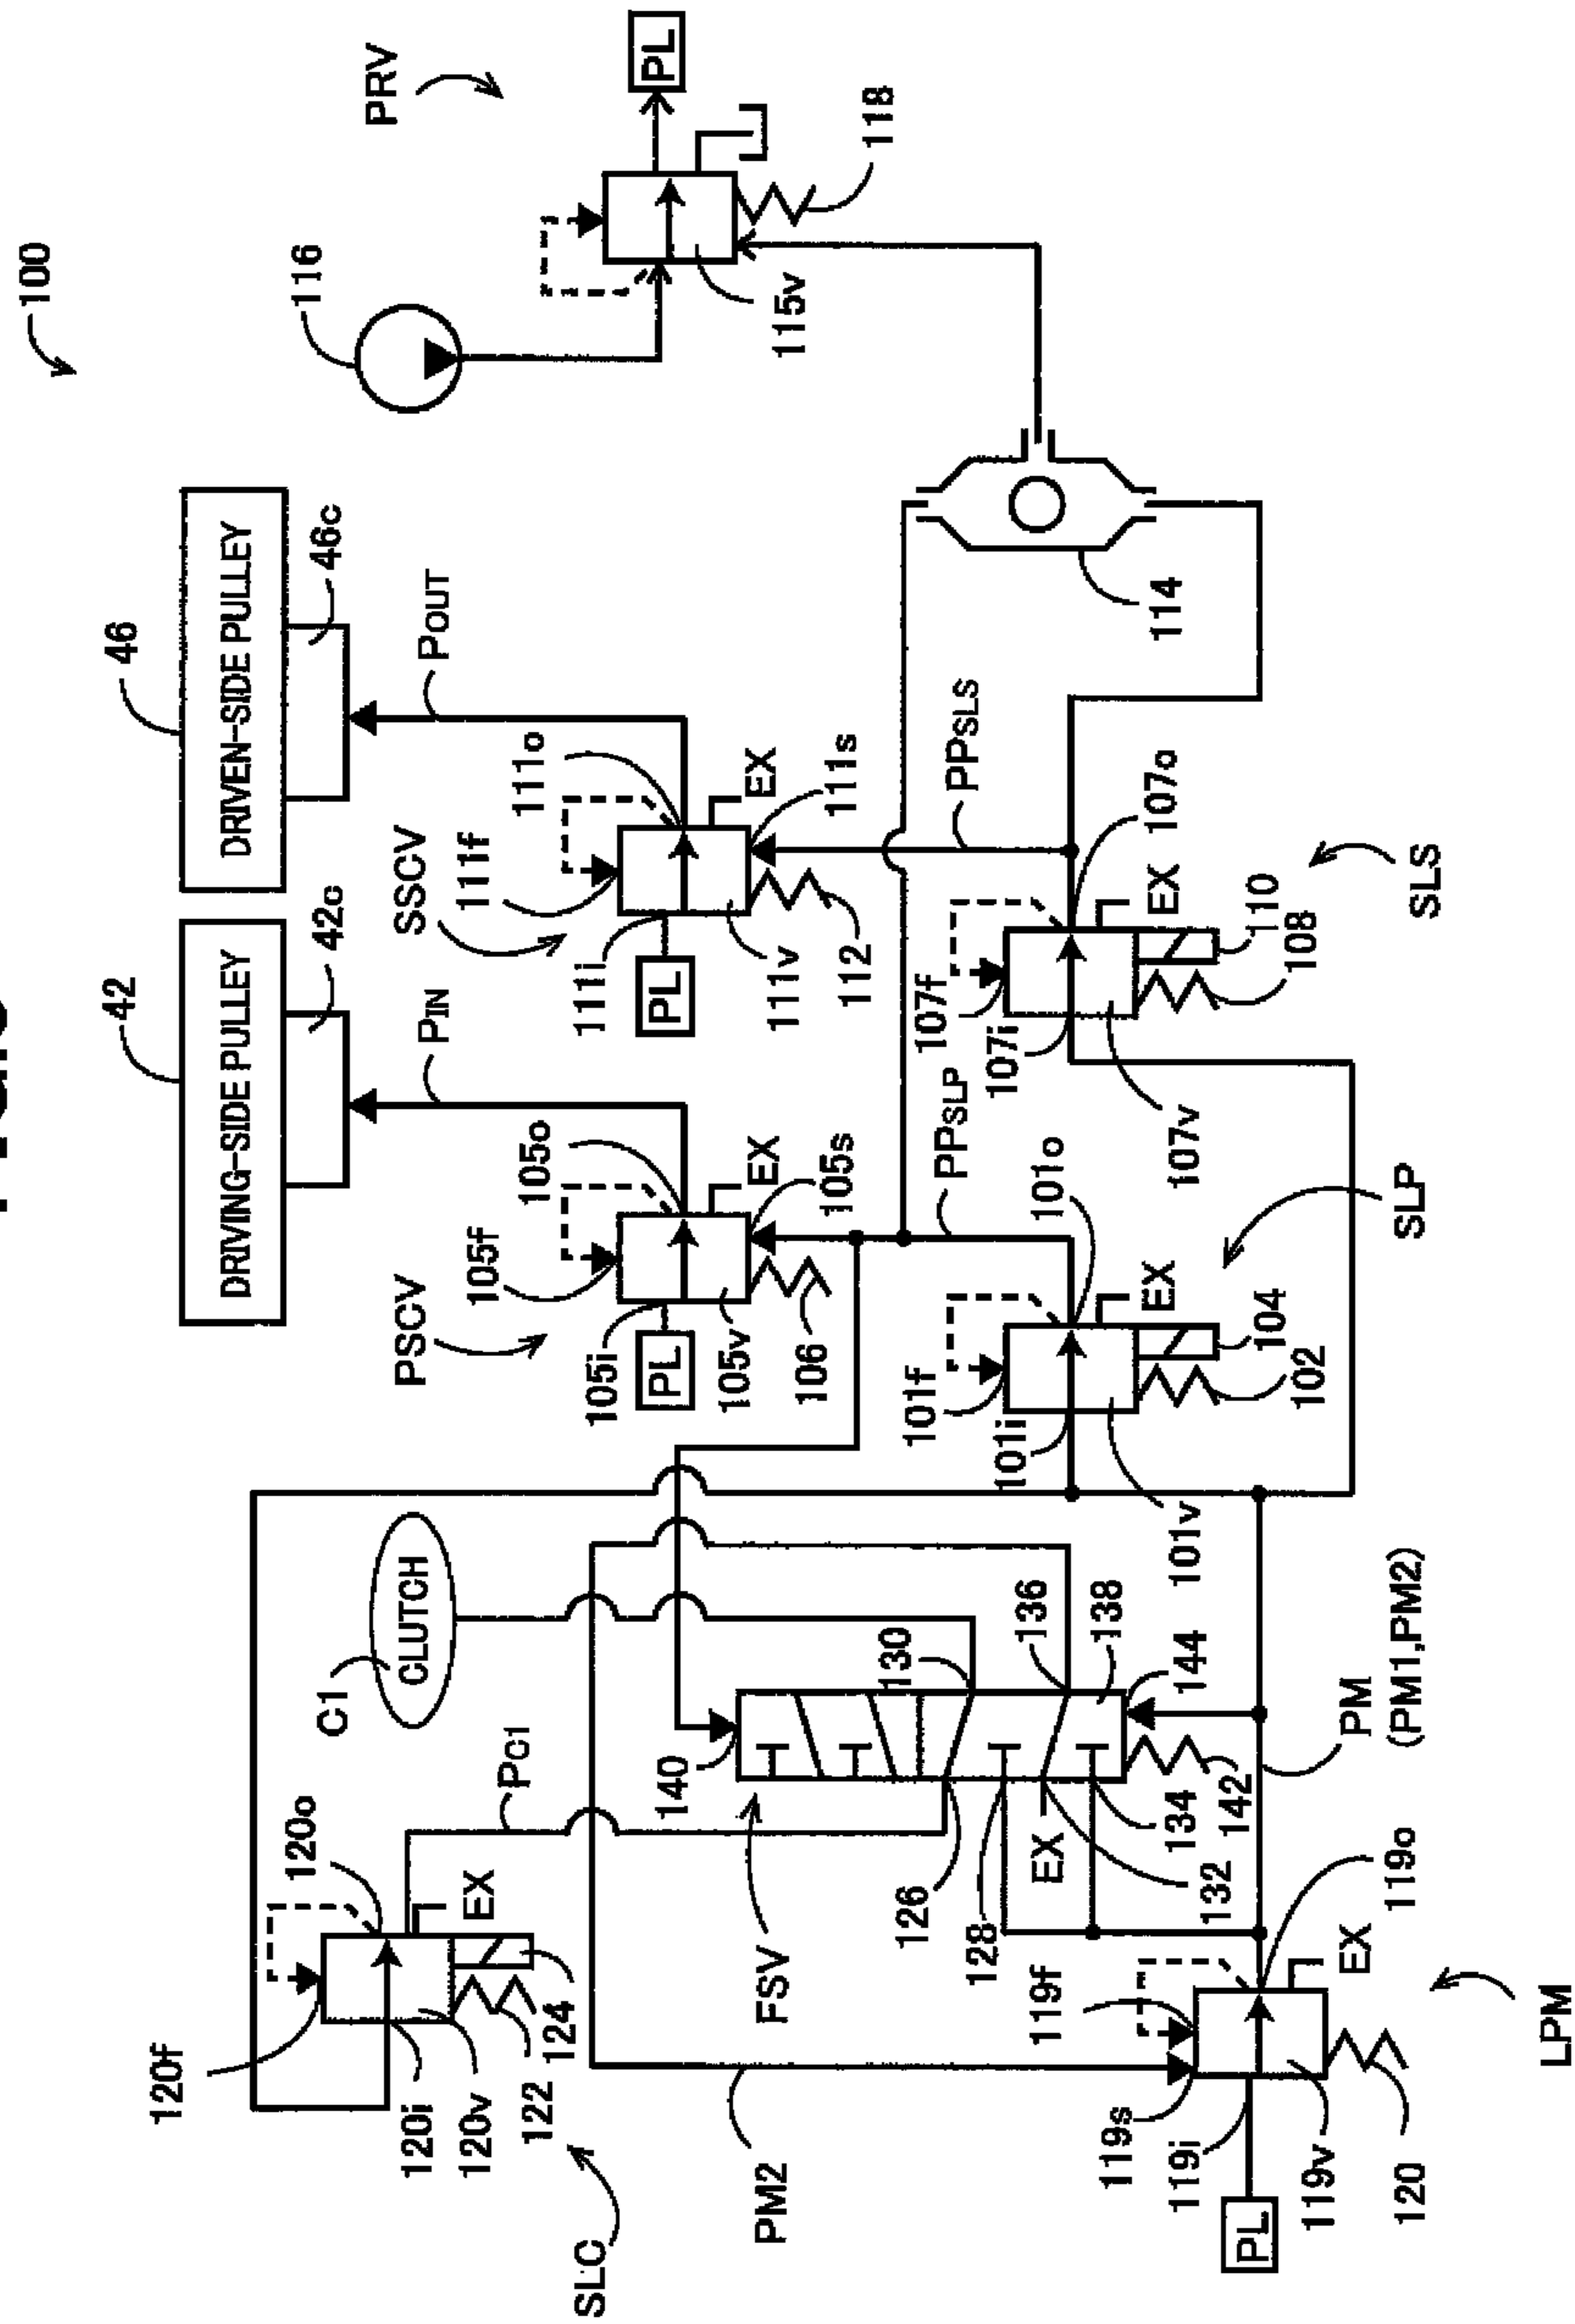 100
116
PRV
PL
118
115v
46
DRIVEN-SIDE PULLEY
46c
POUT
42
DRIVING-SIDE PULLEY
42c
PIN
SSCV
111f
111o
EX
111s
111i
PL
111v
112
PSCV
105f
105o
EX
105s
105i
PL
105v
106
PPSLS
114
107f
107o
107i
EX
110
108
107v
SLS
PPSLP
101o
101f
101i
EX
104
102
101v
SLP
C1
CLUTCH
PC1
120f
120o
EX
120i
120v
122
124
SLC
140
130
136
138
144
FSV
126
128
EX
132
134
142
PM
(PM1,PM2)
PM2
119f
119o
EX
119s
119i
PL
119v
120
LPM